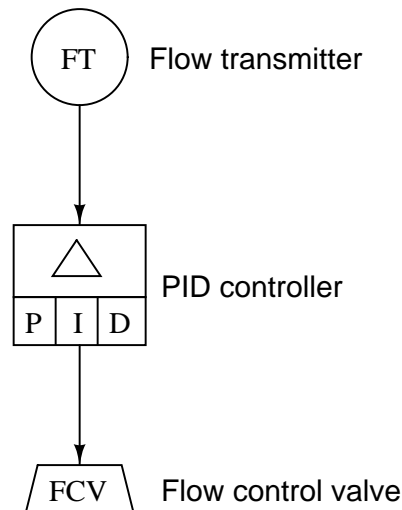 FT Flow transmitter
PID controller
P I D
FCV Flow control valve